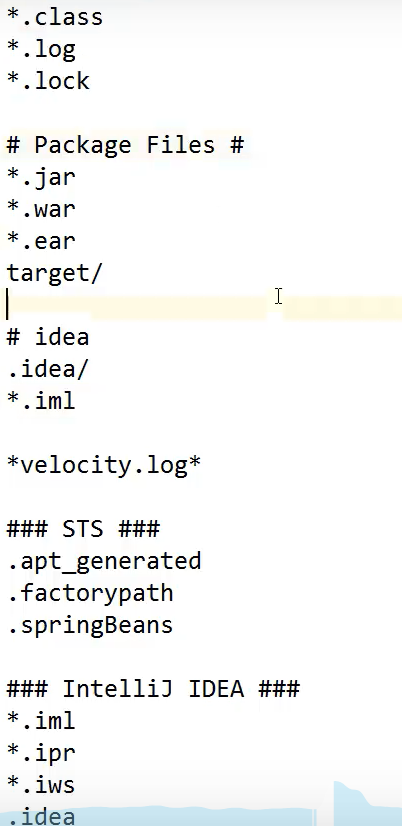 *.class
*.log
*.lock
# Package Files #
*.jar
*.war
*.ear
target/
# idea
.idea/
*.iml
*velocity.log*
### STS ###
.apt_generated
.factorypath
.springBeans
### IntelliJ IDEA ###
*.iml
*.ipr
*.iws
.idea